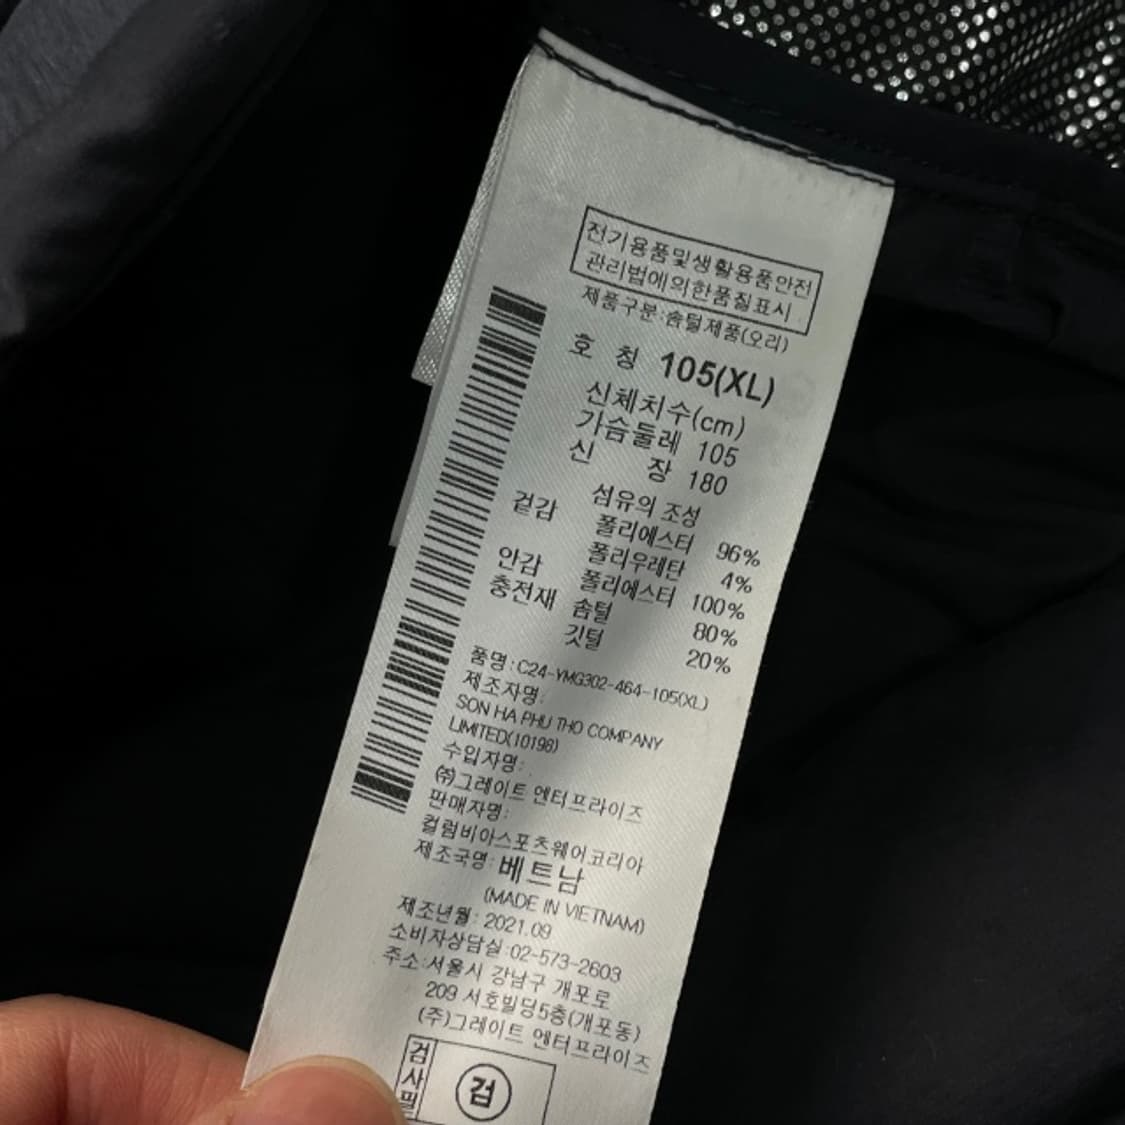 전기용품및생활용품안전
관리법에의한품질표시
제품구분:솜털제품(오리)
호 칭 105(XL)
신체치수(cm)
가슴둘레 105
신 장 180
섬유의 조성
겉감 폴리에스터 96%
폴리우레탄 4%
안감 폴리에스터 100%
충전재 솜털 80%
깃털 20%
품명:C24-YMG302-464-105(XL)
제조자명:
SON HA PHU THO COMPANY
LIMITED(10198)
수입자명:
㈜그레이트 엔터프라이즈
판매자명:
컬럼비아스포츠웨어코리아
제조국명:베트남
(MADE IN VIETNAM)
제조년월: 2021.09
소비자상담실:02-573-2603
주소:서울시 강남구 개포로
209 서호빌딩5층(개포동)
(주)그레이트 엔터프라이즈
검사필
검